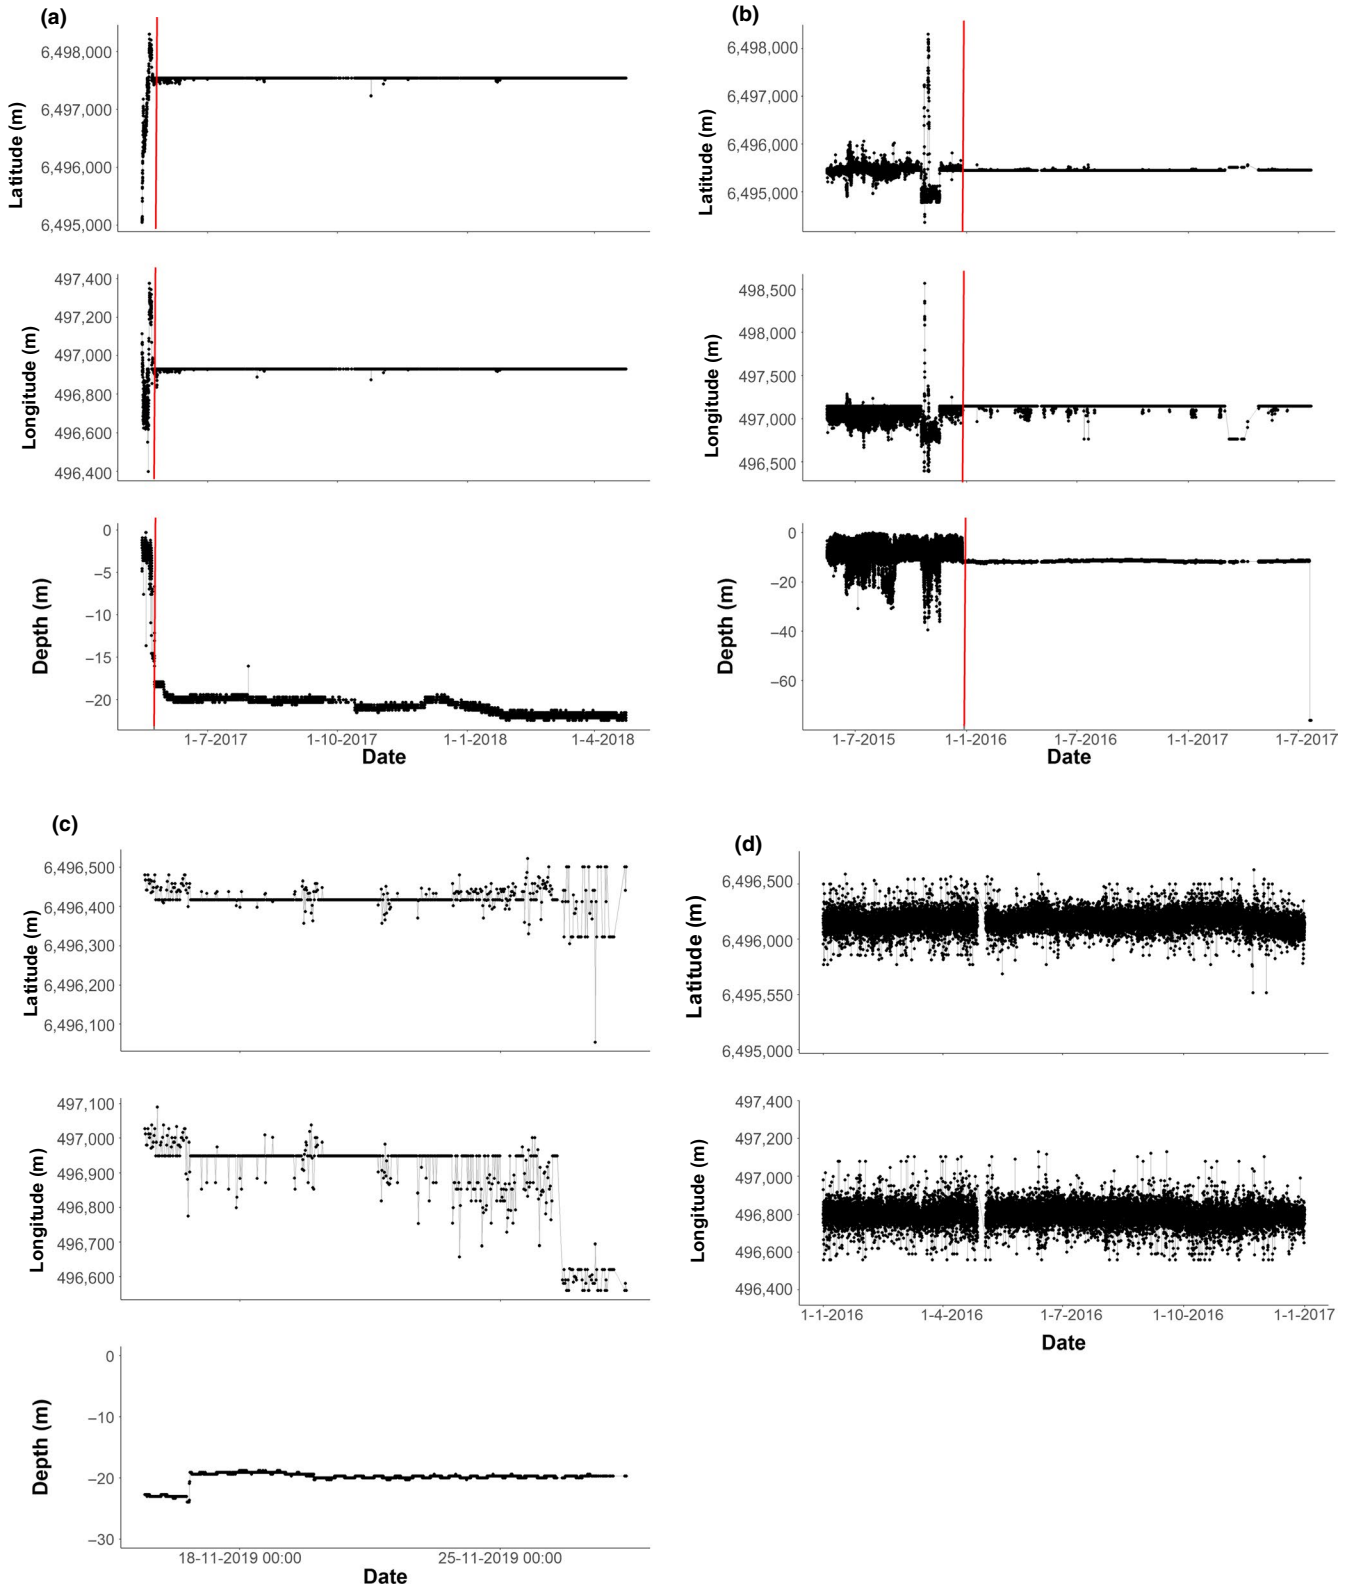 (a)
6,498,000
6,497,000
6,496,000
6,495,000
Latitude (m)
497,400
497,200
497,000
496,800
496,600
496,400
Longitude (m)
0
−5
−10
−15
−20
Depth (m)
1-7-2017 1-10-2017 1-1-2018 1-4-2018
Date
(b)
6,498,000
6,497,000
6,496,000
6,495,000
Latitude (m)
498,500
498,000
497,500
497,000
496,500
Longitude (m)
0
−20
−40
−60
Depth (m)
1-7-2015 1-1-2016 1-7-2016 1-1-2017 1-7-2017
Date
(c)
6,496,500
6,496,400
6,496,300
6,496,200
6,496,100
Latitude (m)
497,100
497,000
496,900
496,800
496,700
496,600
Longitude (m)
0
−10
−20
−30
Depth (m)
18-11-2019 00:00 25-11-2019 00:00
Date
(d)
6,496,500
6,496,000
6,495,550
6,495,000
Latitude (m)
497,400
497,200
497,000
496,800
496,600
496,400
Longitude (m)
1-1-2016 1-4-2016 1-7-2016 1-10-2016 1-1-2017
Date